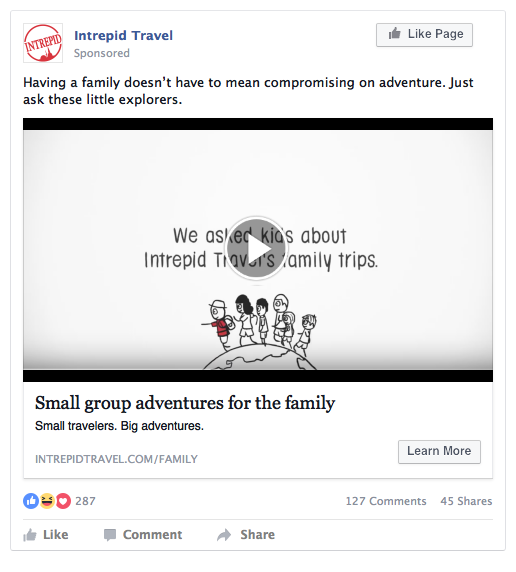 INTREPID
Intrepid Travel
Sponsored
Like Page
Having a family doesn't have to mean compromising on adventure. Just
ask these little explorers.
We asked kids about
Intrepid Travel's family trips.
Small group adventures for the family
Small travelers. Big adventures.
INTREPIDTRAVEL.COM/FAMILY
Learn More
287
127 Comments
45 Shares
Like
Comment
Share